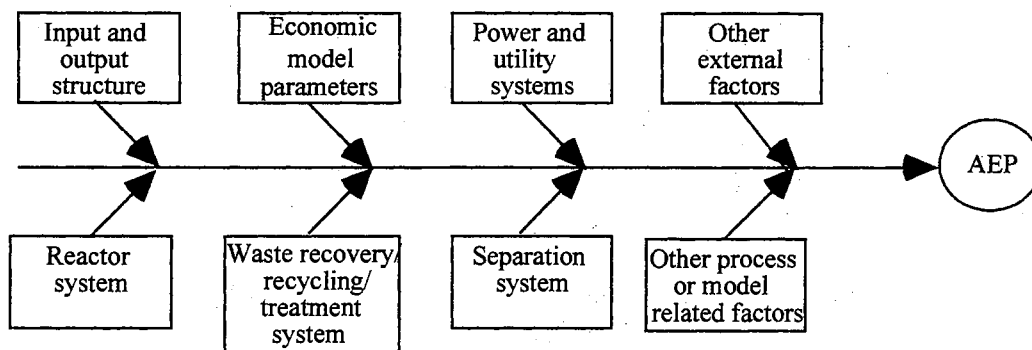 Input and
output
structure
Economic
model
parameters
Power and
utility
systems
Other
external
factors
AEP
Reactor
system
Waste recovery/
recycling/
treatment
system
Separation
system
Other process
or model
related factors